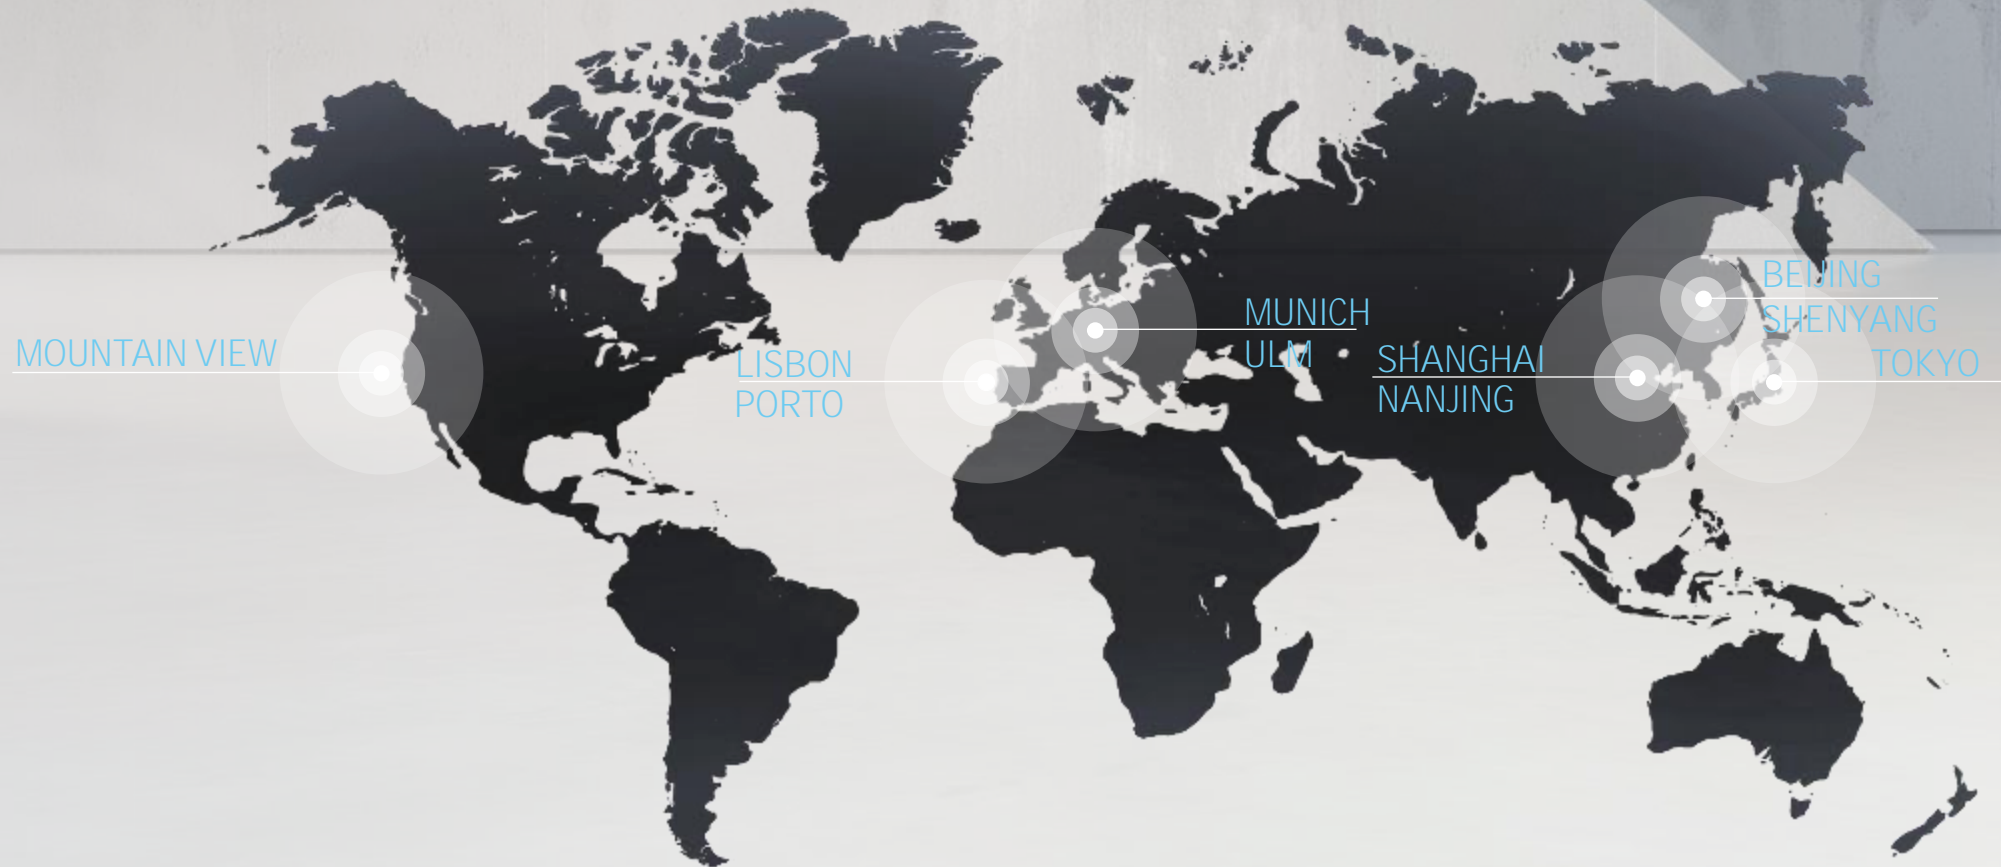 BEIJING
SHENYANG
MUNICH
ULM
MOUNTAIN VIEW
LISBON
PORTO
SHANGHAI
NANJING
TOKYO